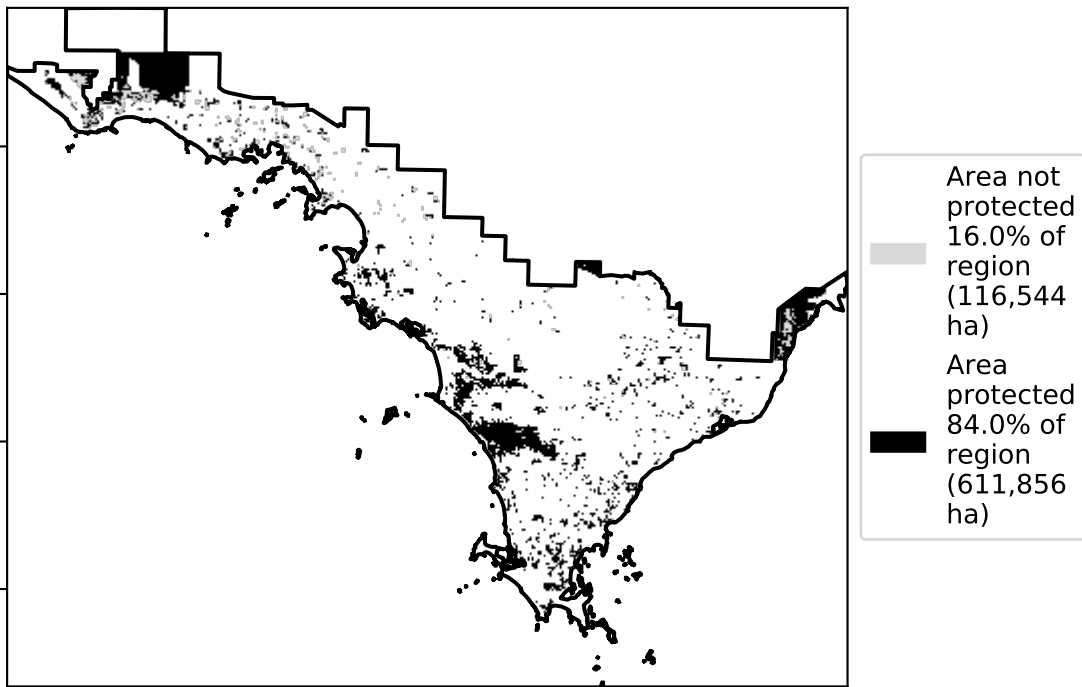 Area not
protected
16.0% of
region
(116,544
ha)
Area
protected
84.0% of
region
(611,856
ha)